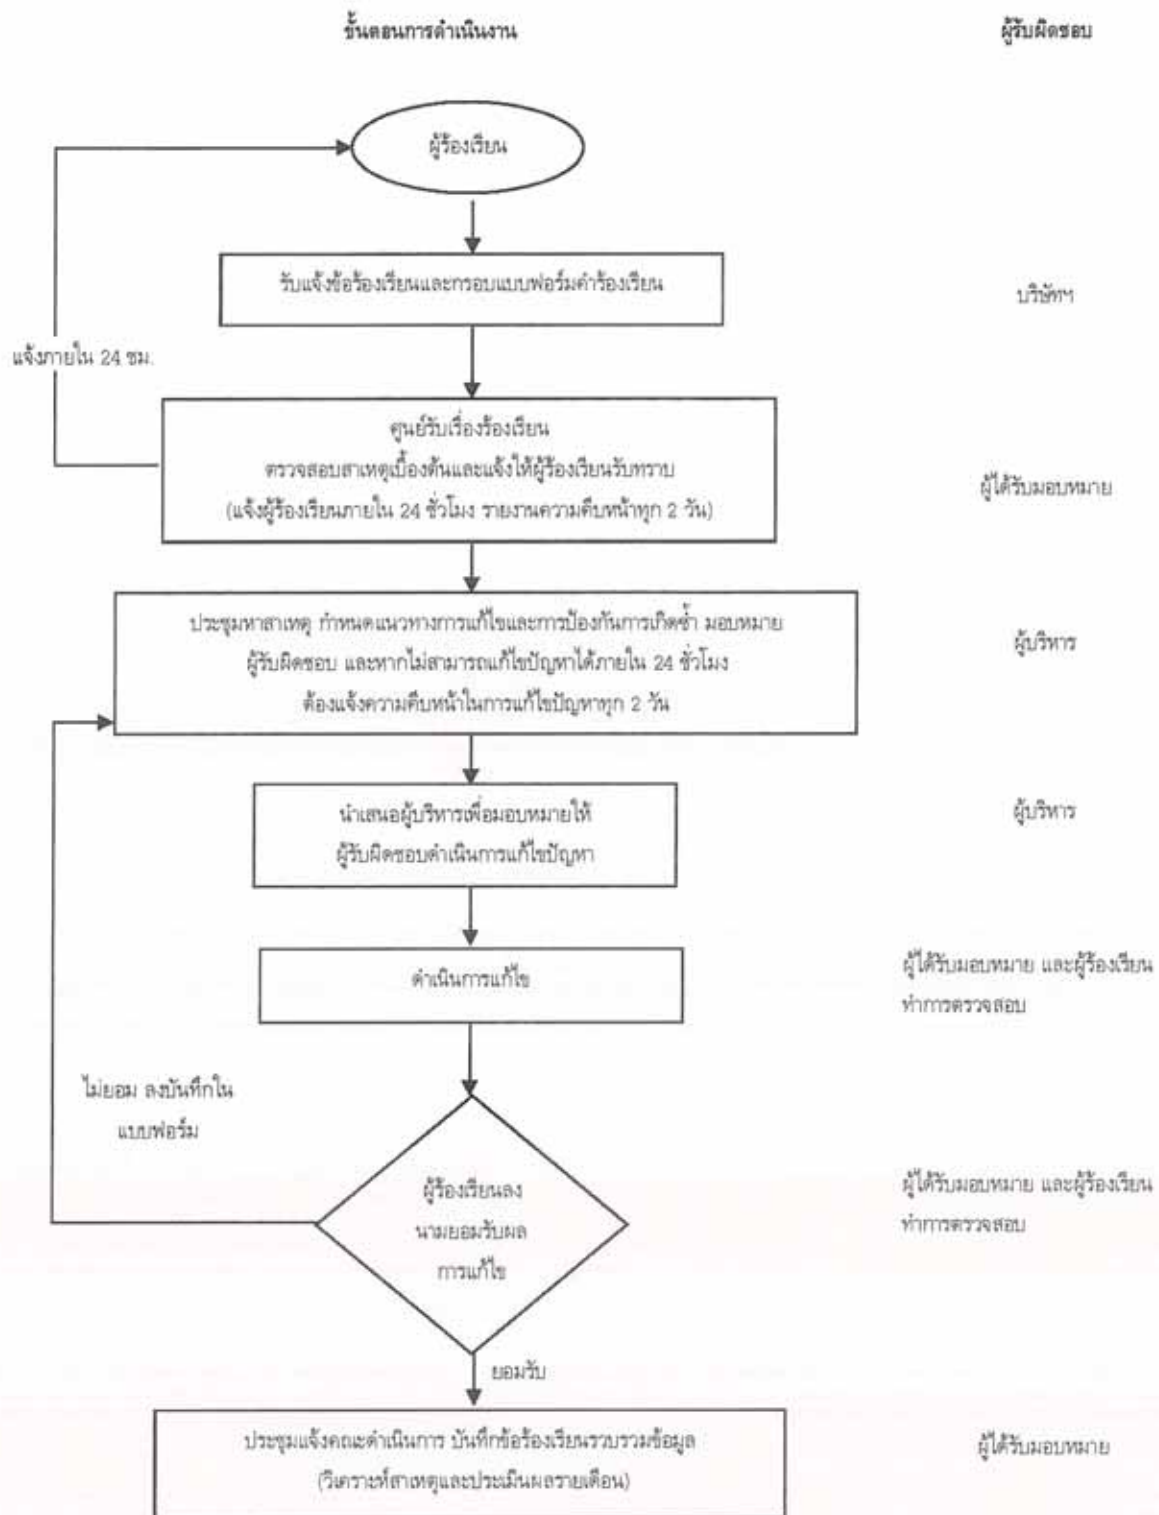 ขั้นตอนการดำเนินงาน
ผู้รับผิดชอบ
ผู้ร้องเรียน
รับแจ้งข้อร้องเรียนและกรอบแบบฟอร์มคำร้องเรียน
บริษัทฯ
แจ้งภายใน 24 ชม.
ศูนย์รับเรื่องร้องเรียน
ตรวจสอบสาเหตุเบื้องต้นและแจ้งให้ผู้ร้องเรียนรับทราบ
(แจ้งผู้ร้องเรียนภายใน 24 ชั่วโมง รายงานความคืบหน้าทุก 2 วัน)
ผู้ได้รับมอบหมาย
ประชุมหาสาเหตุ กำหนดแนวทางการแก้ไขและการป้องกันการเกิดซ้ำ มอบหมาย
ผู้รับผิดชอบ และหากไม่สามารถแก้ไขปัญหาได้ภายใน 24 ชั่วโมง
ต้องแจ้งความคืบหน้าในการแก้ไขปัญหาทุก 2 วัน
ผู้บริหาร
นำเสนอผู้บริหารเพื่อมอบหมายให้
ผู้รับผิดชอบดำเนินการแก้ไขปัญหา
ผู้บริหาร
ดำเนินการแก้ไข
ผู้ได้รับมอบหมาย และผู้ร้องเรียน
ทำการตรวจสอบ
ไม่ยอม ลงบันทึกใน
แบบฟอร์ม
ผู้ร้องเรียนลง
นามยอมรับผล
การแก้ไข
ผู้ได้รับมอบหมาย และผู้ร้องเรียน
ทำการตรวจสอบ
ยอมรับ
ประชุมแจ้งคณะดำเนินการ บันทึกข้อร้องเรียนรวบรวมข้อมูล
(วิเคราะห์สาเหตุและประเมินผลรายเดือน)
ผู้ได้รับมอบหมาย